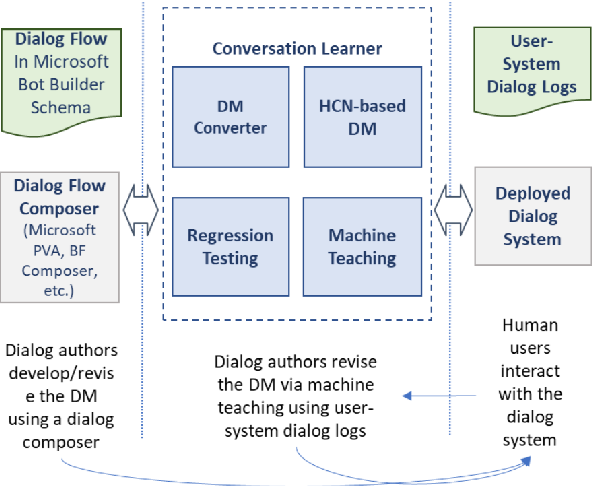 Dialog Flow
In Microsoft
Bot Builder
Schema
Dialog Flow
Composer
(Microsoft
PVA, BF
Composer,
etc.)
Dialog authors
develop/revis
e the DM
using a dialog
composer
Conversation Learner
DM
Converter
HCN-based
DM
Regression
Testing
Machine
Teaching
Dialog authors revise
the DM via machine
teaching using user-
system dialog logs
User-
System
Dialog Logs
Deployed
Dialog
System
Human
users
interact
with the
dialog
system